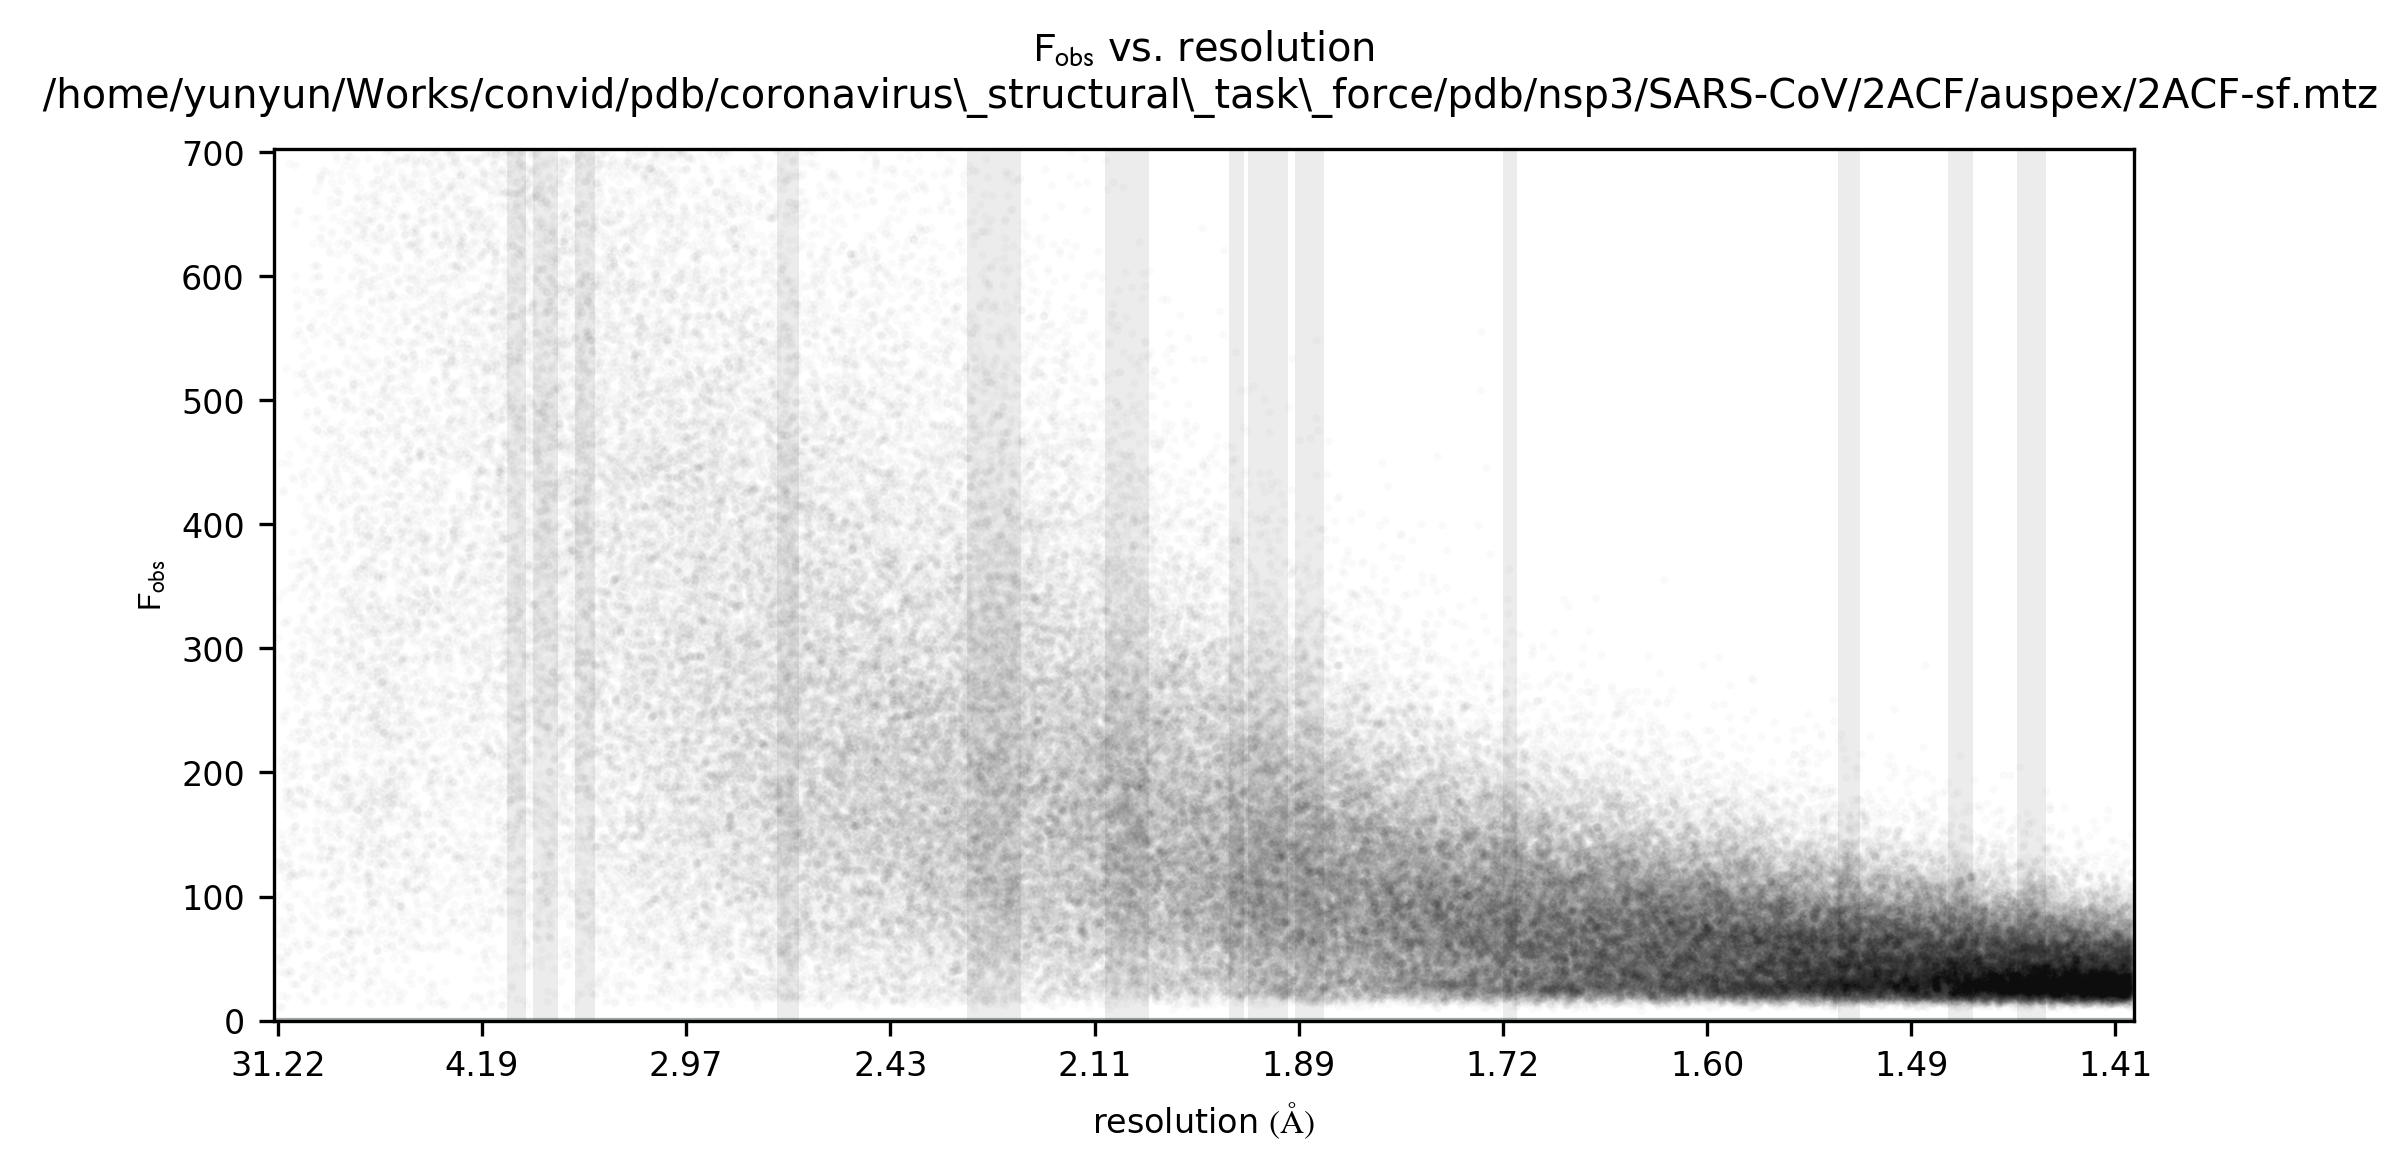 Fobs vs. resolution
/home/yunyun/Works/convid/pdb/coronavirus\_structural\_task\_force/pdb/nsp3/SARS-CoV/2ACF/auspex/2ACF-sf.mtz
700
600
500
400
300
200
100
0
Fobs
31.22 4.19 2.97 2.43 2.11 1.89 1.72 1.60 1.49 1.41
resolution (Å)